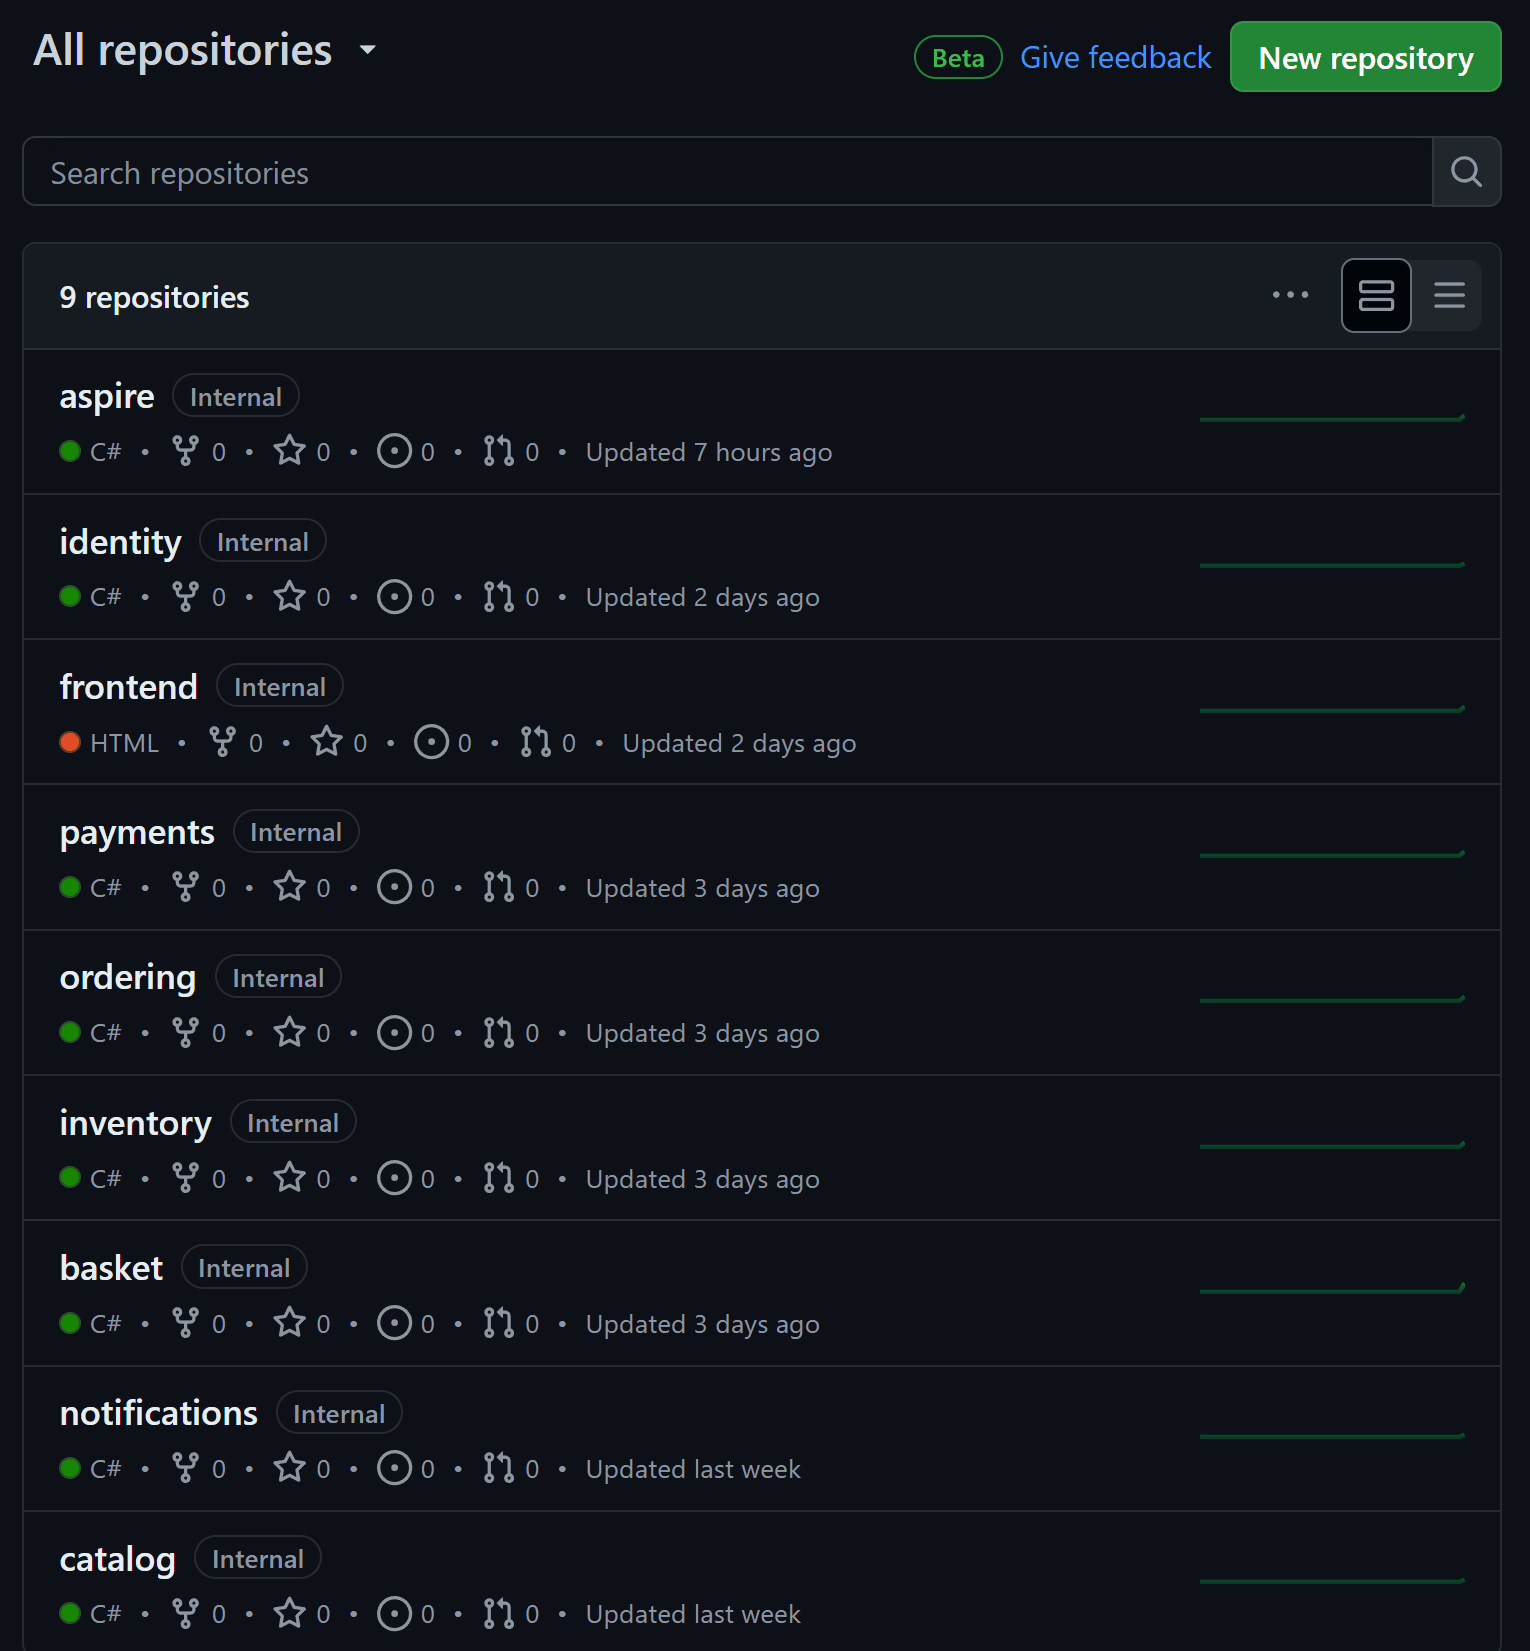 All repositories
Beta Give feedback New repository
Search repositories
9 repositories
aspire Internal
C# • 0 • 0 • 0 • 0 • Updated 7 hours ago
identity Internal
C# • 0 • 0 • 0 • 0 • Updated 2 days ago
frontend Internal
HTML • 0 • 0 • 0 • 0 • Updated 2 days ago
payments Internal
C# • 0 • 0 • 0 • 0 • Updated 3 days ago
ordering Internal
C# • 0 • 0 • 0 • 0 • Updated 3 days ago
inventory Internal
C# • 0 • 0 • 0 • 0 • Updated 3 days ago
basket Internal
C# • 0 • 0 • 0 • 0 • Updated 3 days ago
notifications Internal
C# • 0 • 0 • 0 • 0 • Updated last week
catalog Internal
C# • 0 • 0 • 0 • 0 • Updated last week